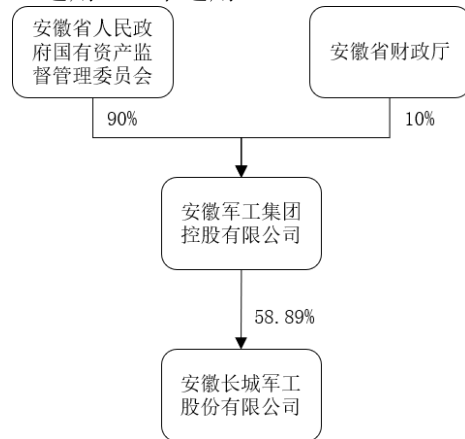 安徽省人民政
府国有资产监
督管理委员会
安徽省财政厅
90%
10%
安徽军工集团
控股有限公司
58.89%
安徽长城军工
股份有限公司